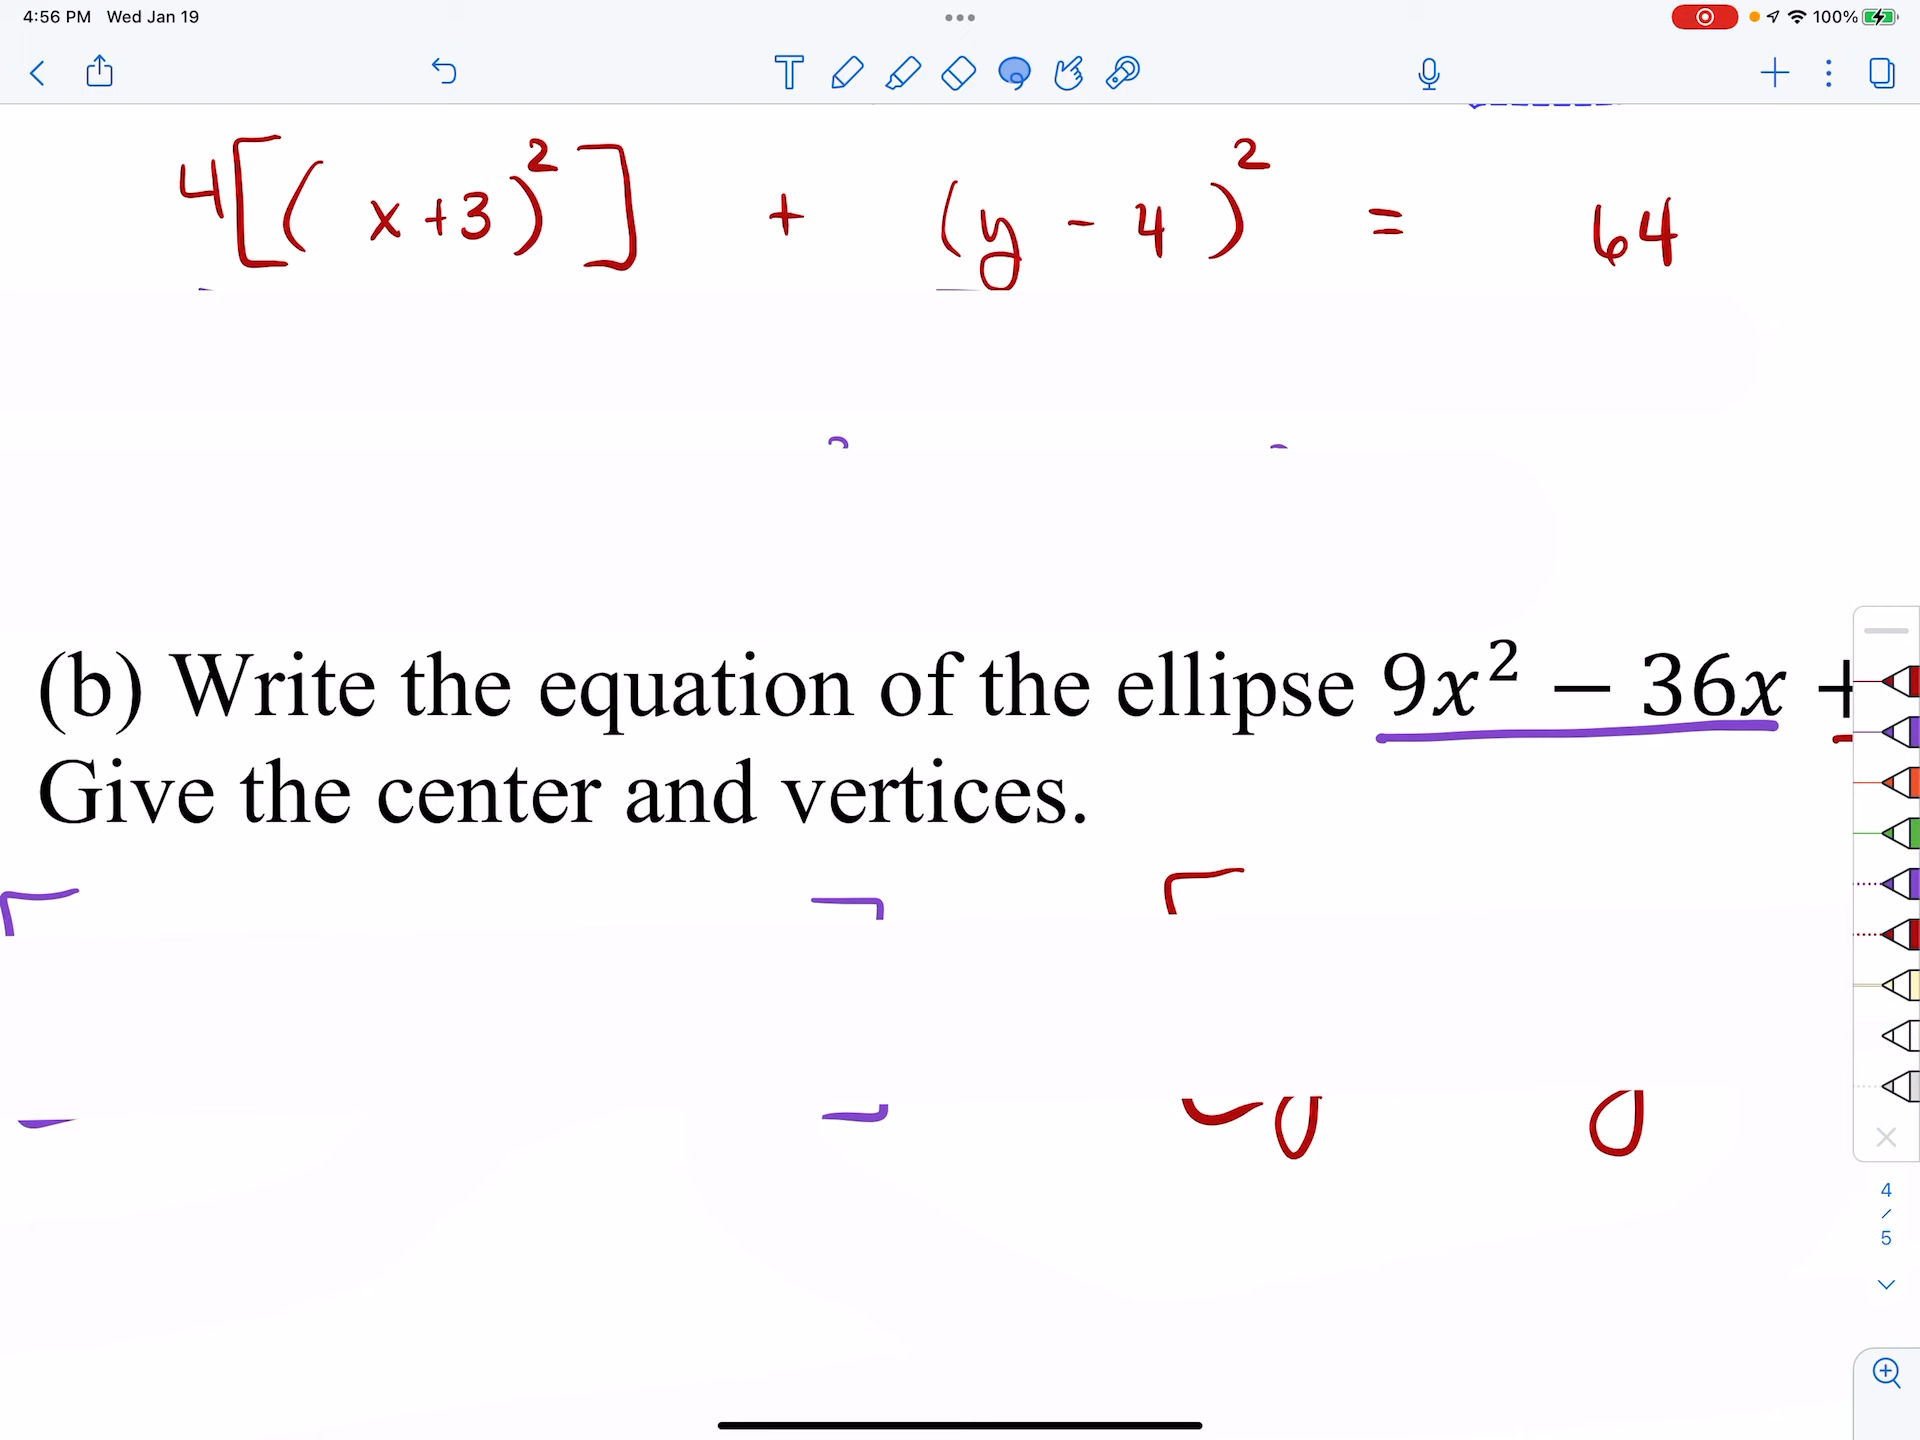 4:56 PM Wed Jan 19
100%
4[(x+3)²] + (y - 4)² = 64
(b) Write the equation of the ellipse 9x² − 36x +
Give the center and vertices.
4
/
5